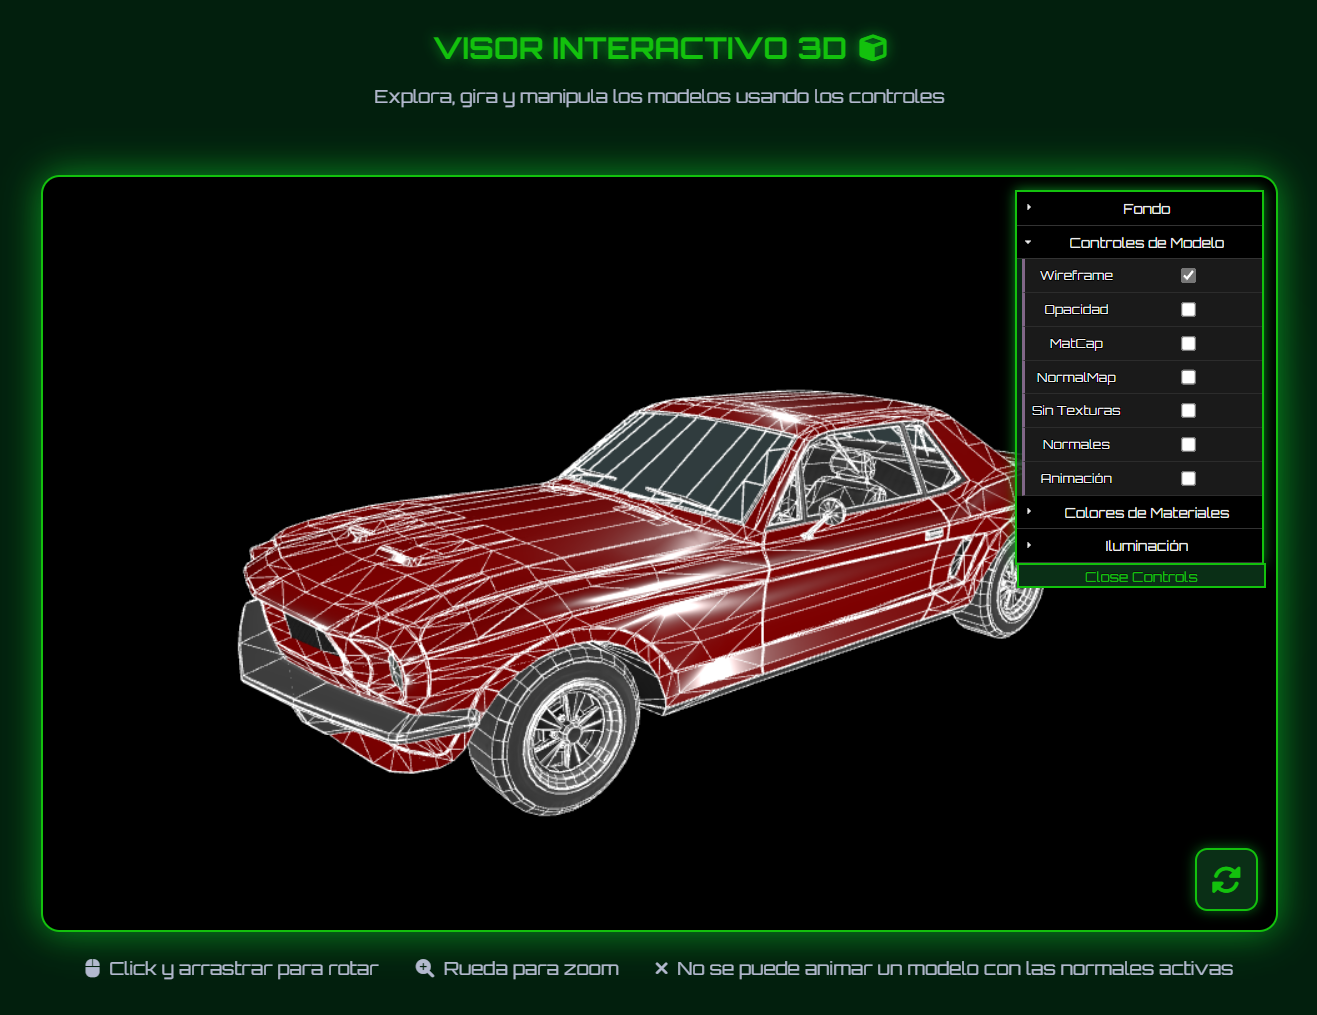 VISOR INTERACTIVO 3D
Explora, gira y manipula los modelos usando los controles
Fondo
Controles de Modelo
Wireframe
Opacidad
MatCap
NormalMap
Sin Texturas
Normales
Animación
Colores de Materiales
Iluminación
Close Controls
Click y arrastrar para rotar
Rueda para zoom
No se puede animar un modelo con las normales activas